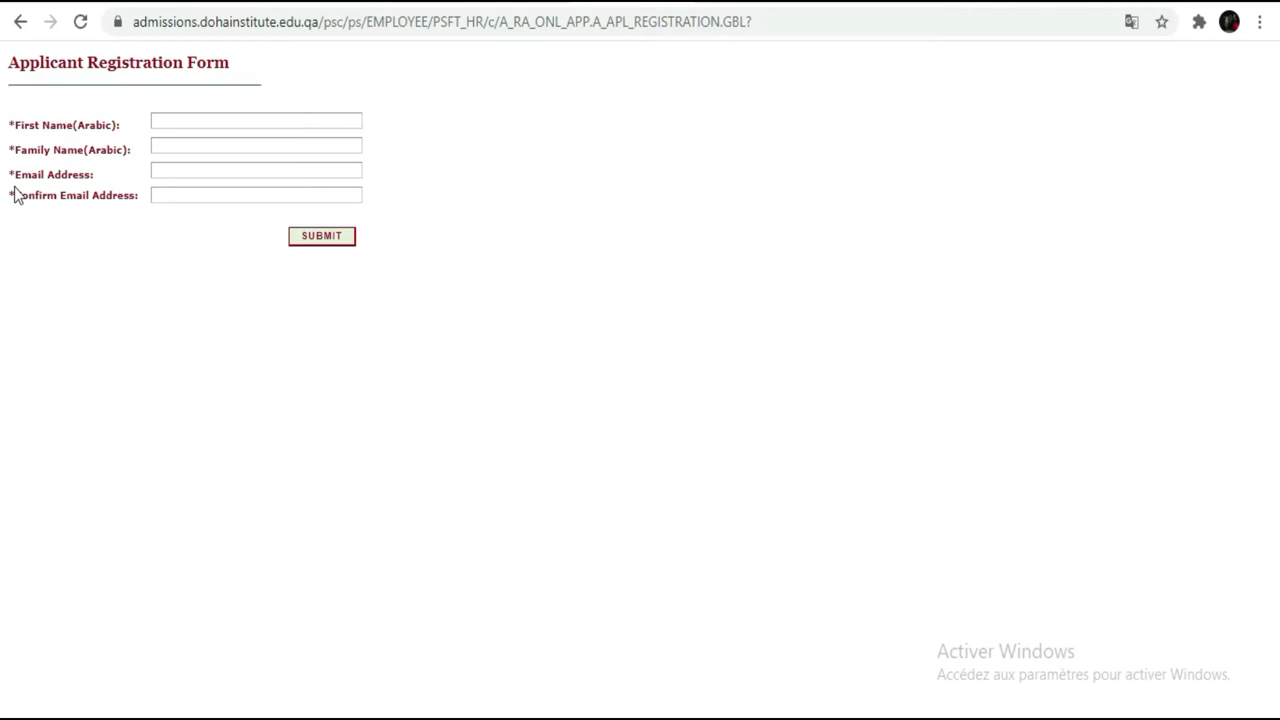 admissions.dohainstitute.edu.qa/psc/ps/EMPLOYEE/PSFT_HR/c/A_RA_ONL_APP.A_APL_REGISTRATION.GBL?
Applicant Registration Form
*First Name(Arabic):
*Family Name(Arabic):
*Email Address:
*Confirm Email Address:
SUBMIT
Activer Windows
Accédez aux paramètres pour activer Windows.